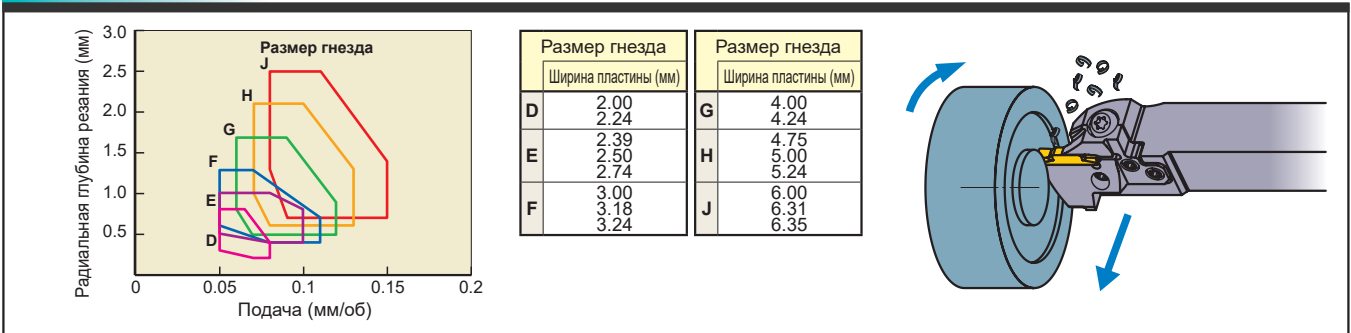 Радиальная глубина резания (мм)
3.0
2.5
2.0
1.5
1.0
0.5
0
0.05
0.1
0.15
0.2
Подача (мм/об)
Размер гнезда
J
H
G
F
E
D
Размер гнезда
Ширина пластины (мм)
D
2.00
2.24
E
2.39
2.50
2.74
F
3.00
3.18
3.24
Размер гнезда
Ширина пластины (мм)
G
4.00
4.24
H
4.75
5.00
5.24
J
6.00
6.31
6.35